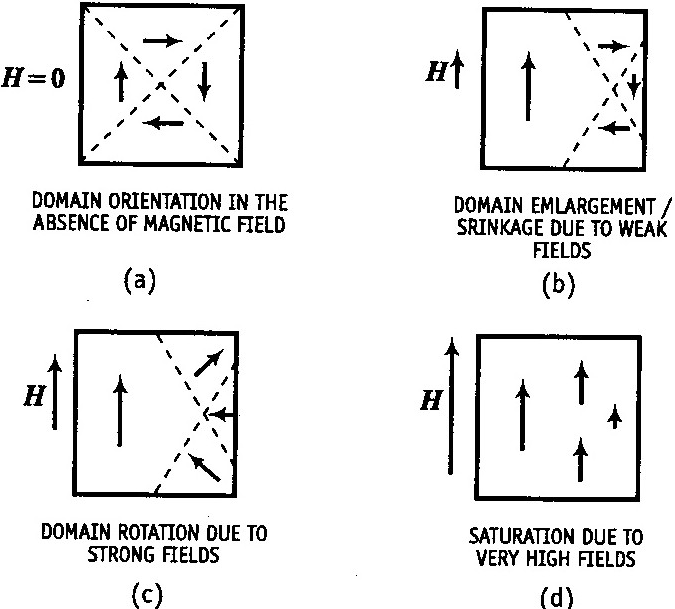 H=0
DOMAIN ORIENTATION IN THE
ABSENCE OF MAGNETIC FIELD
(a)
H
DOMAIN EMLARGEMENT /
SRINKAGE DUE TO WEAK
FIELDS
(b)
H
DOMAIN ROTATION DUE TO
STRONG FIELDS
(c)
H
SATURATION DUE TO
VERY HIGH FIELDS
(d)